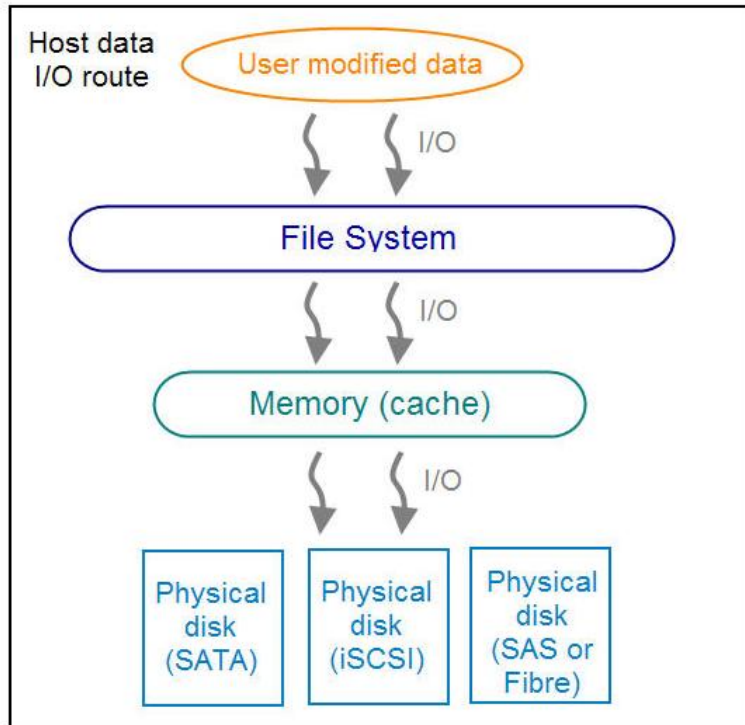 Host data
I/O route
User modified data
I/O
File System
I/O
Memory (cache)
I/O
Physical
disk
(SATA)
Physical
disk
(iSCSI)
Physical
disk
(SAS or
Fibre)